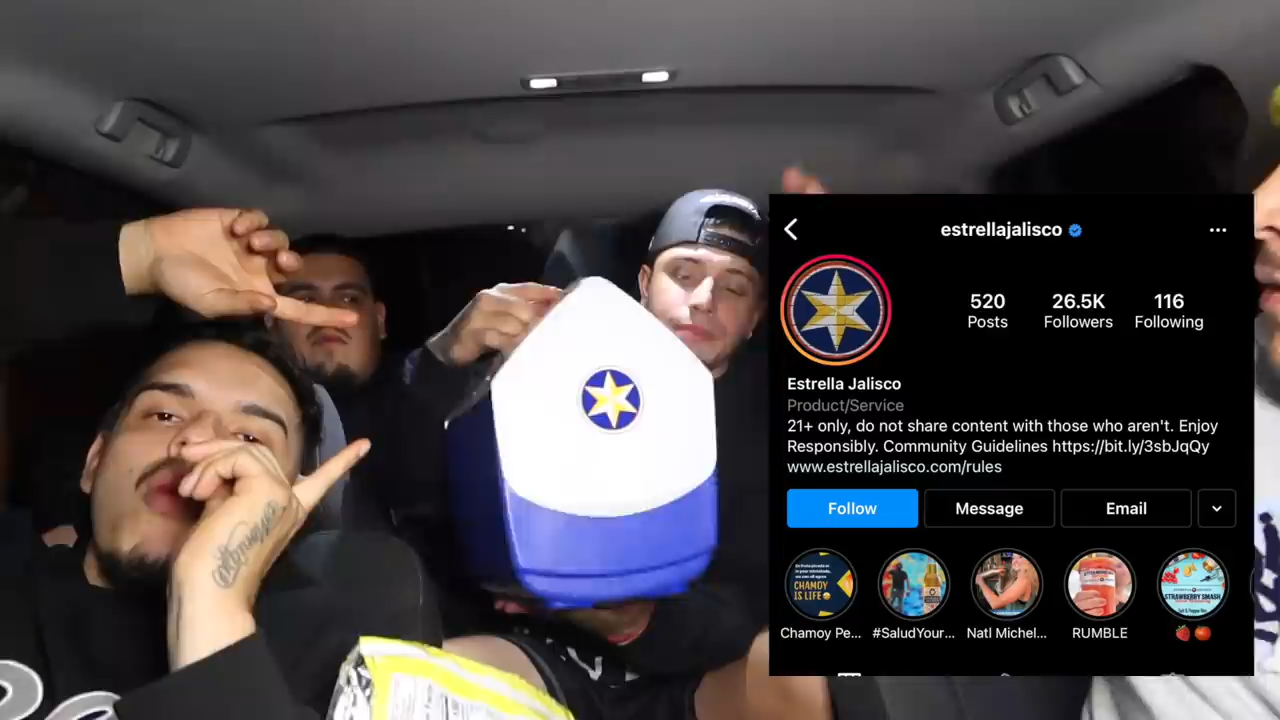 estrellajalisco
520
Posts
26.5K
Followers
116
Following
Estrella Jalisco
Product/Service
21+ only, do not share content with those who aren't. Enjoy
Responsibly. Community Guidelines https://bit.ly/3sbJqQy
www.estrellajalisco.com/rules
Follow
Message
Email
CHAMOY
IS LIFE
STRAWBERRY SMASH
Chamoy Pe...
#SaludYour...
Natl Michel...
RUMBLE